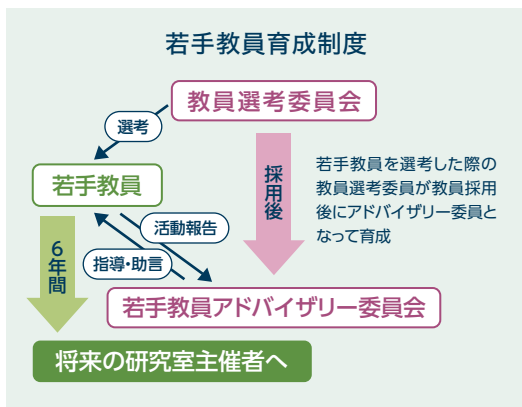 若手教員育成制度
教員選考委員会
選考
採用後
若手教員を選考した際の
教員選考委員が教員採用
後にアドバイザリー委員と
なって育成
若手教員
活動報告
指導・助言
6年間
若手教員アドバイザリー委員会
将来の研究室主催者へ